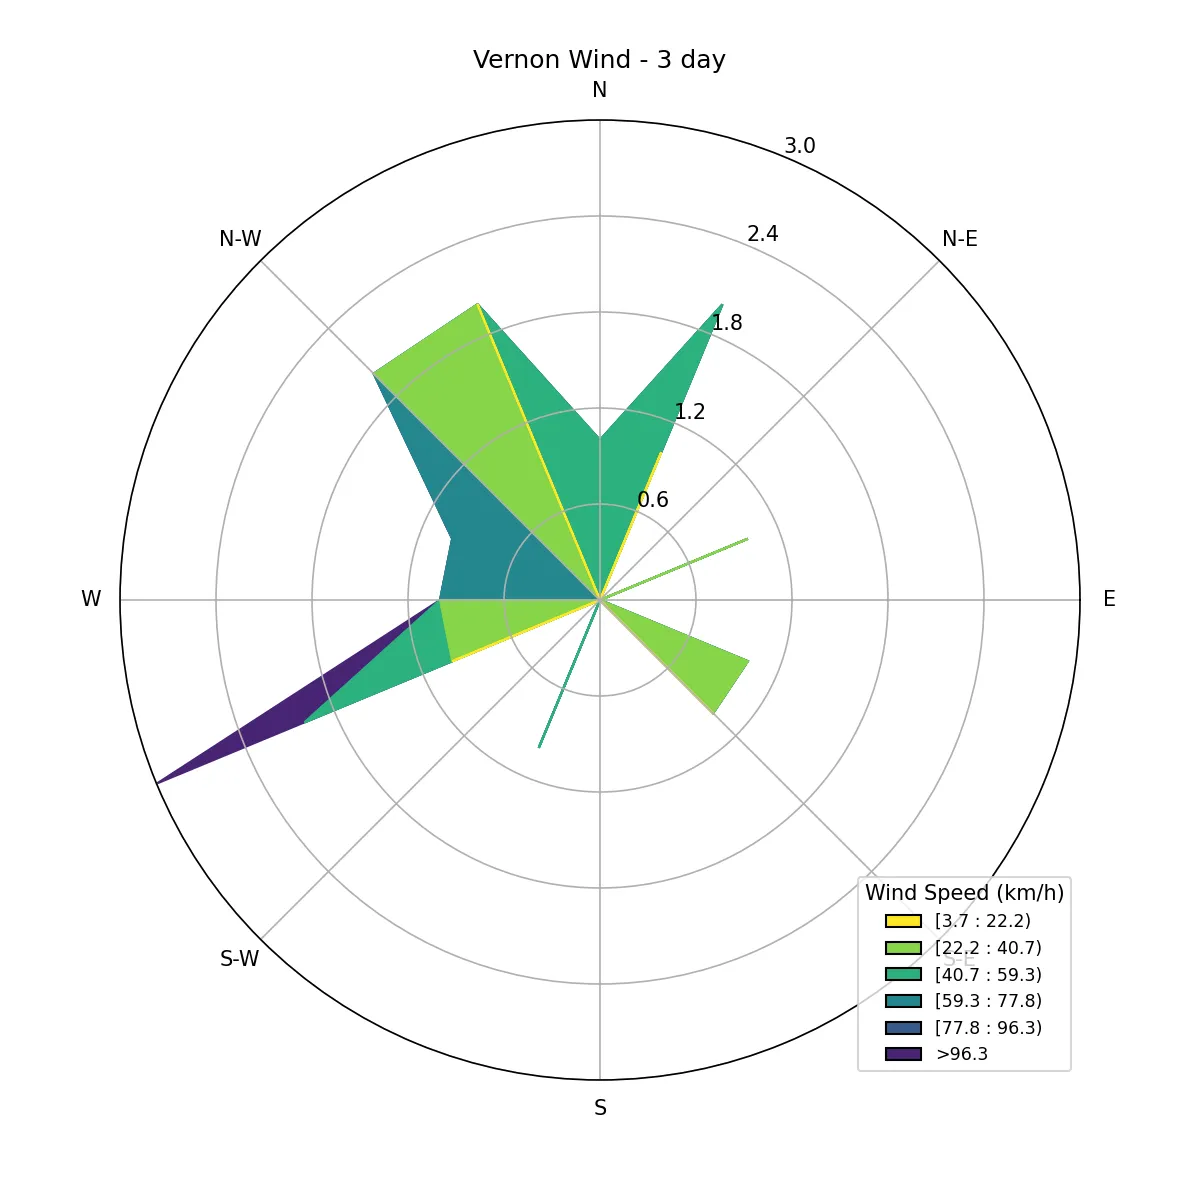 Vernon Wind - 3 day
N
3.0
2.4
N-W
N-E
1.8
1.2
0.6
W
E
Wind Speed (km/h)
[3.7 : 22.2)
[22.2 : 40.7)
S-W
S-E
[40.7 : 59.3)
[59.3 : 77.8)
[77.8 : 96.3)
>96.3
S